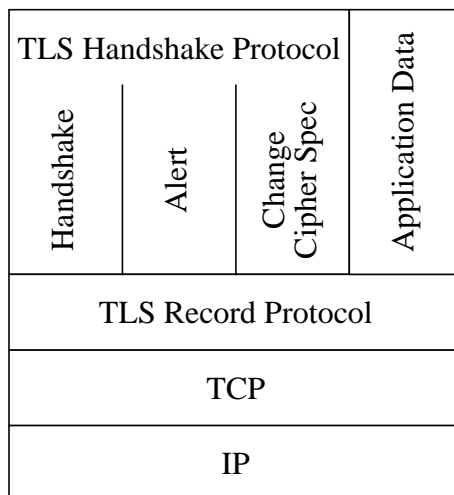 TLS Handshake Protocol
Handshake
Alert
Change
Cipher Spec
Application Data
TLS Record Protocol
TCP
IP